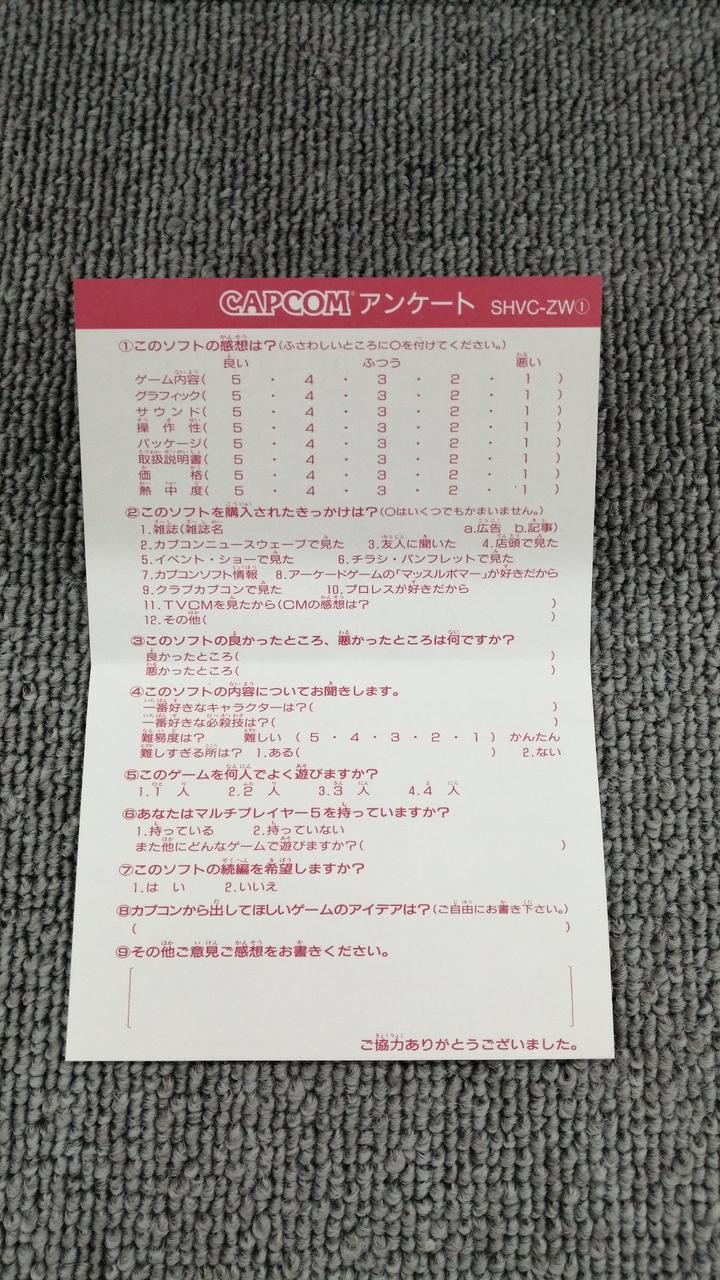 CAPCOM アンケート SHVC-ZW①
①このソフトの感想は?(ふさわしいところに○を付けてください。)
良い ふつう 悪い
ゲーム内容( 5 ・ 4 ・ 3 ・ 2 ・ 1 )
グラフィック( 5 ・ 4 ・ 3 ・ 2 ・ 1 )
サウンド( 5 ・ 4 ・ 3 ・ 2 ・ 1 )
操作性( 5 ・ 4 ・ 3 ・ 2 ・ 1 )
パッケージ( 5 ・ 4 ・ 3 ・ 2 ・ 1 )
取扱説明書( 5 ・ 4 ・ 3 ・ 2 ・ 1 )
価格( 5 ・ 4 ・ 3 ・ 2 ・ 1 )
熱中度( 5 ・ 4 ・ 3 ・ 2 ・ 1 )
②このソフトを購入されたきっかけは?(○はいくつでもかまいません。)
1.雑誌(雑誌名 a.広告 b.記事)
2.カプコンニュースウェーブで見た 3.友人に聞いた 4.店頭で見た
5.イベント・ショーで見た 6.チラシ・パンフレットで見た
7.カプコンソフト情報 8.アーケードゲームの「マッスルボマー」が好きだから
9.クラブカプコンで見た 10.プロレスが好きだから
11.TVCMを見たから(CMの感想は? )
12.その他( )
③このソフトの良かったところ、悪かったところは何ですか?
良かったところ( )
悪かったところ( )
④このソフトの内容についてお聞きします。
一番好きなキャラクターは?( )
一番好きな必殺技は?( )
難易度は? 難しい (5・4・3・2・1) かんたん
難しすぎる所は? 1.ある( ) 2.ない
⑤このゲームを何人でよく遊びますか?
1.1人 2.2人 3.3人 4.4人
⑥あなたはマルチプレイヤー5を持っていますか?
1.持っている 2.持っていない
また他にどんなゲームで遊びますか?( )
⑦このソフトの続編を希望しますか?
1.はい 2.いいえ
⑧カプコンから出してほしいゲームのアイデアは?(ご自由にお書き下さい。)
( )
⑨その他ご意見ご感想をお書きください。
ご協力ありがとうございました。